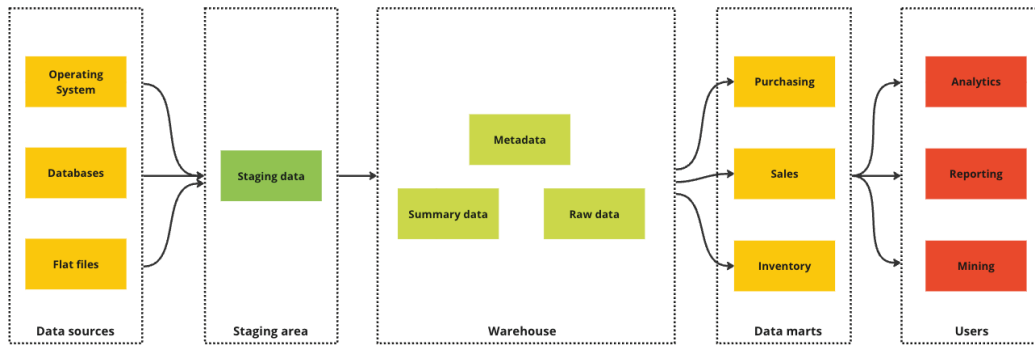 Operating
System
Databases
Flat files
Data sources
Staging data
Staging area
Metadata
Summary data
Raw data
Warehouse
Purchasing
Sales
Inventory
Data marts
Analytics
Reporting
Mining
Users